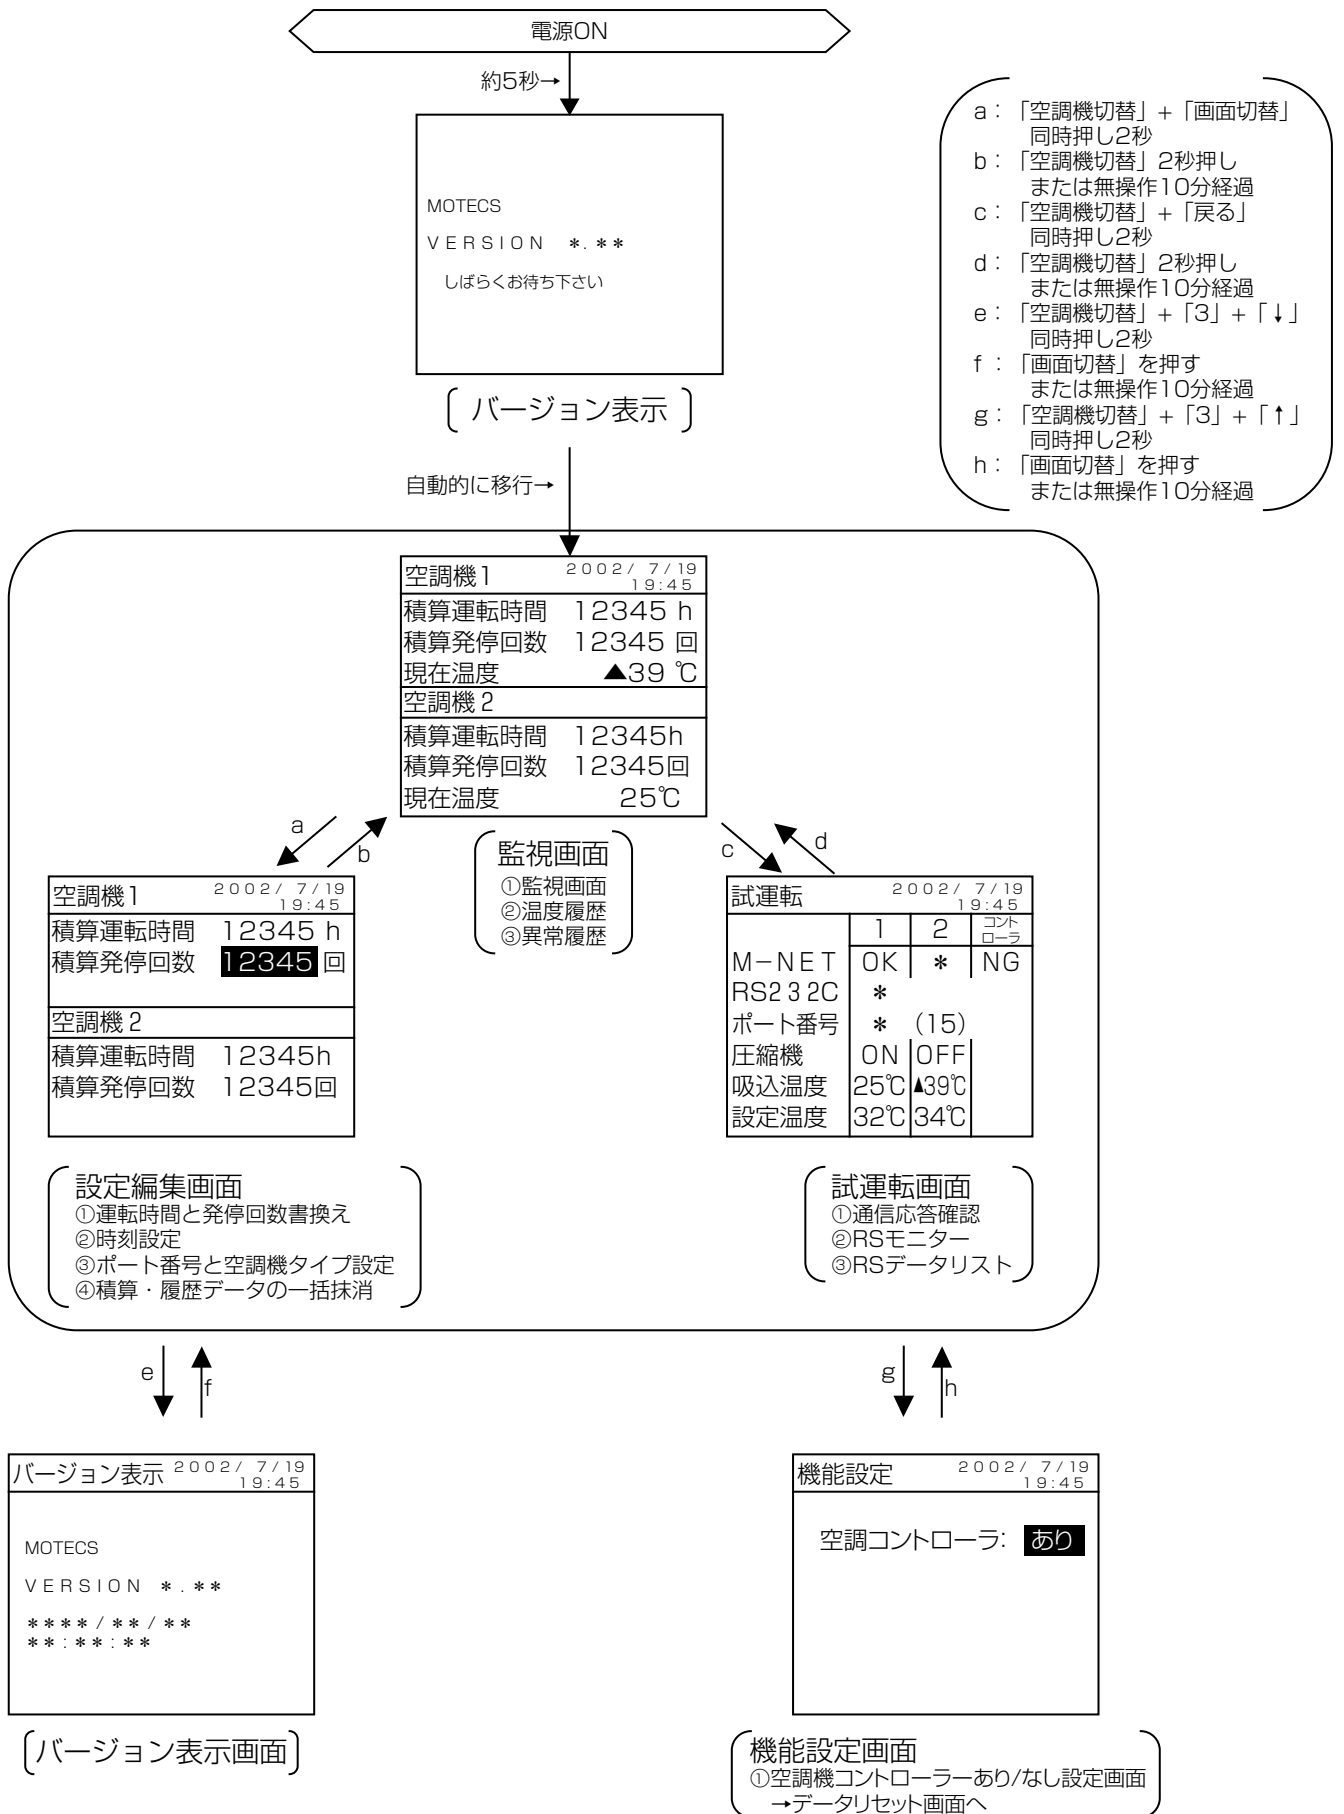 電源ON
約5秒→
MOTECS
VERSION *.**
しばらくお待ち下さい
バージョン表示
自動的に移行→
a：「空調機切替」+「画面切替」
同時押し2秒
b：「空調機切替」2秒押し
または無操作10分経過
c：「空調機切替」+「戻る」
同時押し2秒
d：「空調機切替」2秒押し
または無操作10分経過
e：「空調機切替」+「3」+「↓」
同時押し2秒
f：「画面切替」を押す
または無操作10分経過
g：「空調機切替」+「3」+「↑」
同時押し2秒
h：「画面切替」を押す
または無操作10分経過
空調機1 2002/ 7/19
19:45
積算運転時間 12345 h
積算発停回数 12345 回
現在温度 ▲39 ℃
空調機2
積算運転時間 12345h
積算発停回数 12345回
現在温度 25℃
監視画面
①監視画面
②温度履歴
③異常履歴
a
b
c
d
空調機1 2002/ 7/19
19:45
積算運転時間 12345 h
積算発停回数 12345 回
空調機2
積算運転時間 12345h
積算発停回数 12345回
設定編集画面
①運転時間と発停回数書換え
②時刻設定
③ポート番号と空調機タイプ設定
④積算・履歴データの一括抹消
試運転 2002/ 7/19
19:45
1 2 コント
ローラ
M−NET OK * NG
RS232C *
ポート番号 * (15)
圧縮機 ON OFF
吸込温度 25℃ ▲39℃
設定温度 32℃ 34℃
試運転画面
①通信応答確認
②RSモニター
③RSデータリスト
e
f
g
h
バージョン表示 2002/ 7/19
19:45
MOTECS
VERSION *.**
****/**/**
**:**:**
バージョン表示画面
機能設定 2002/ 7/19
19:45
空調コントローラ: あり
機能設定画面
①空調機コントローラーあり/なし設定画面
→データリセット画面へ